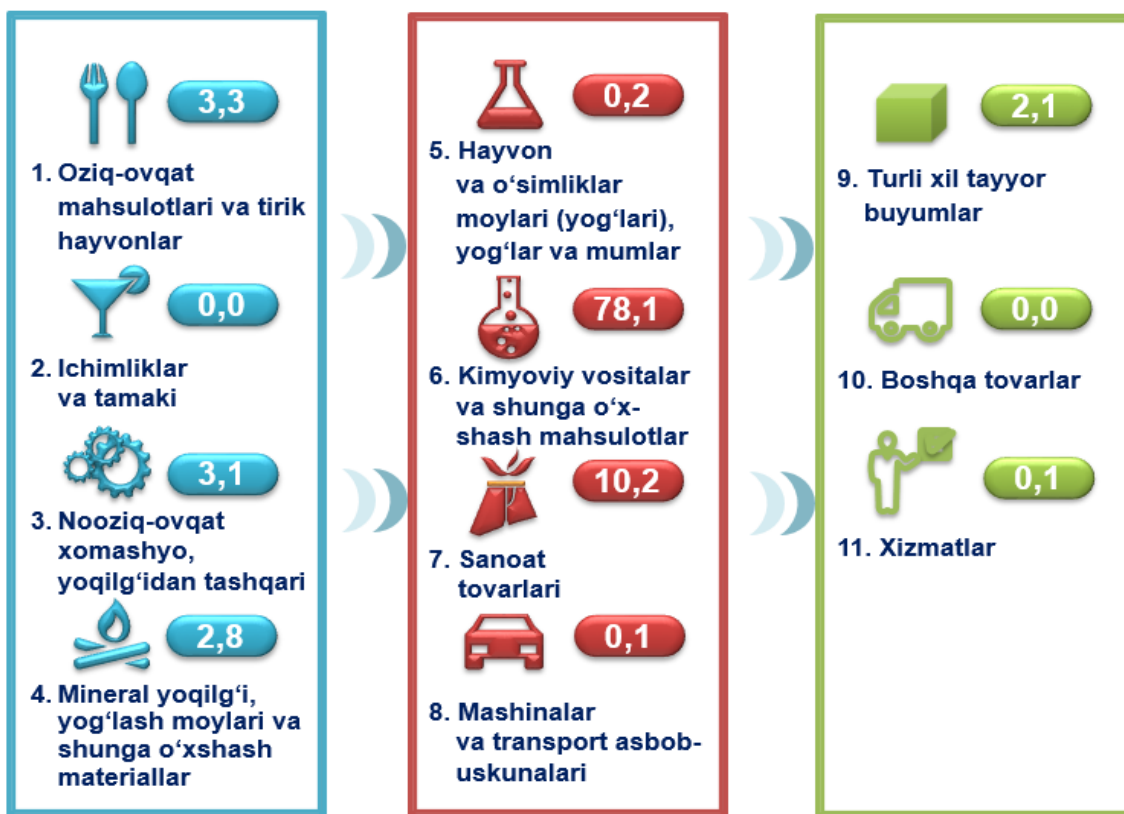 3,3
1. Oziq-ovqat
mahsulotlari va tirik
hayvonlar
0,0
2. Ichimliklar
va tamaki
3,1
3. Nooziq-ovqat
xomashyo,
yoqilg‘idan tashqari
2,8
4. Mineral yoqilg‘i,
yog‘lash moylari va
shunga o‘xshash
materiallar
0,2
5. Hayvon
va o‘simliklar
moylari (yog‘lari),
yog‘lar va mumlar
78,1
6. Kimyoviy vositalar
va shunga o‘x-
shash mahsulotlar
10,2
7. Sanoat
tovarlari
0,1
8. Mashinalar
va transport asbob-
uskunalari
2,1
9. Turli xil tayyor
buyumlar
0,0
10. Boshqa tovarlar
0,1
11. Xizmatlar